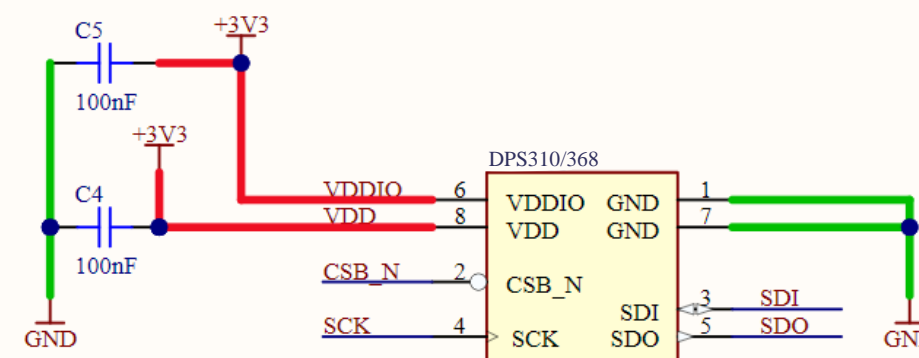 C5
+3V3
100nF
+3V3
DPS310/368
C4
VDDIO 6 VDDIO GND 1
VDD 8 VDD GND 7
100nF
CSB_N 2 CSB_N
SDI 3 SDI
SCK 4 SCK SDO 5 SDO
GND